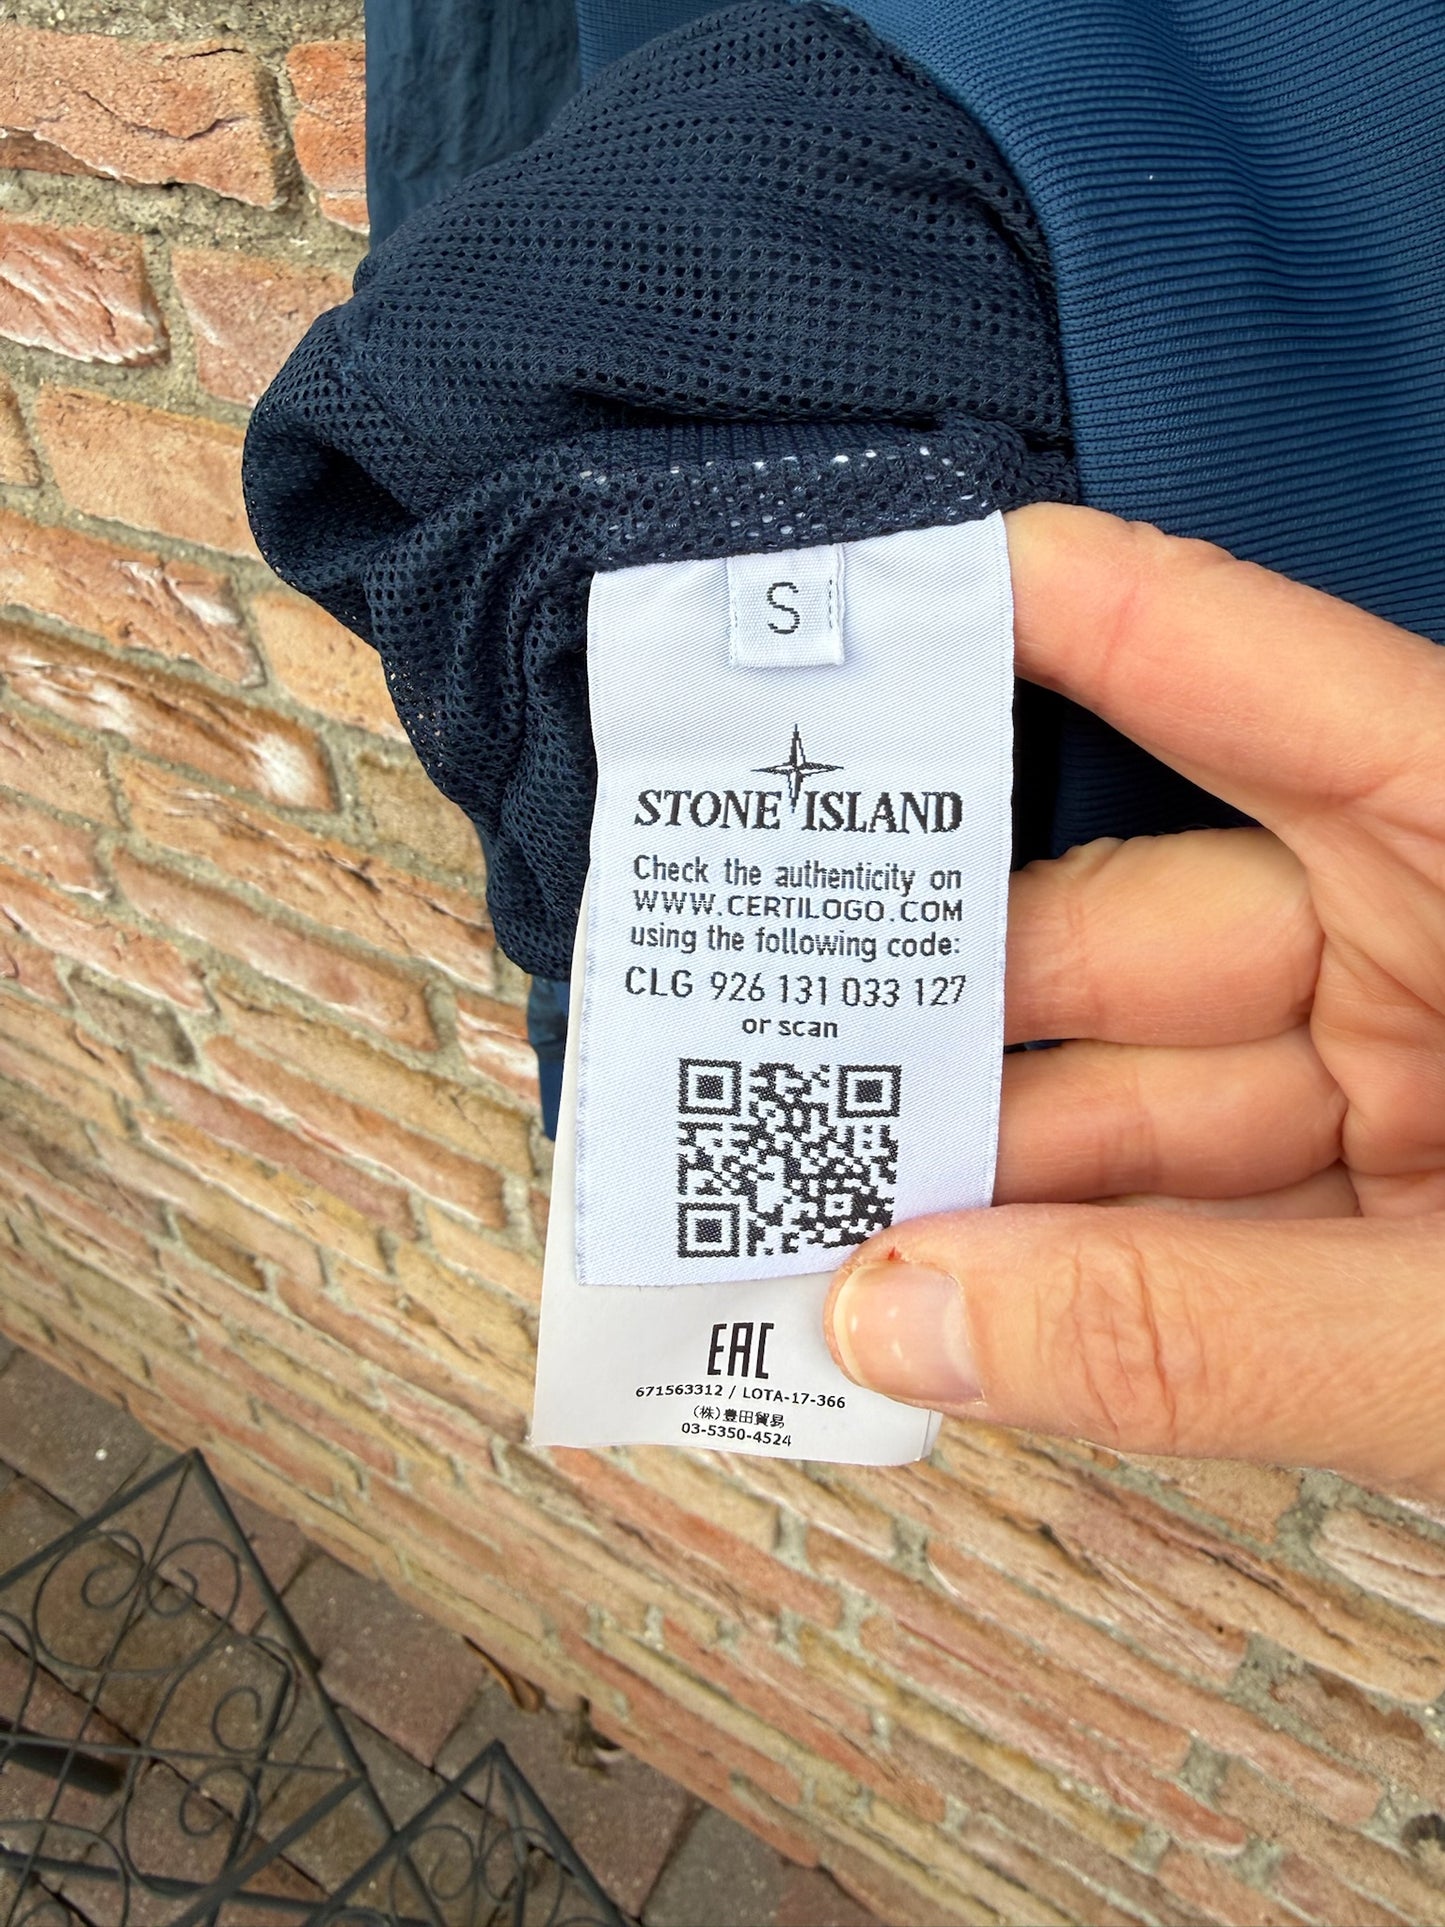 S
STONE ISLAND
Check the authenticity on
WWW.CERTILOGO.COM
using the following code:
CLG 926 131 033 127
or scan
EAC
671563312 / LOTA-17-366
(株)豊田貿易
03-5350-4524